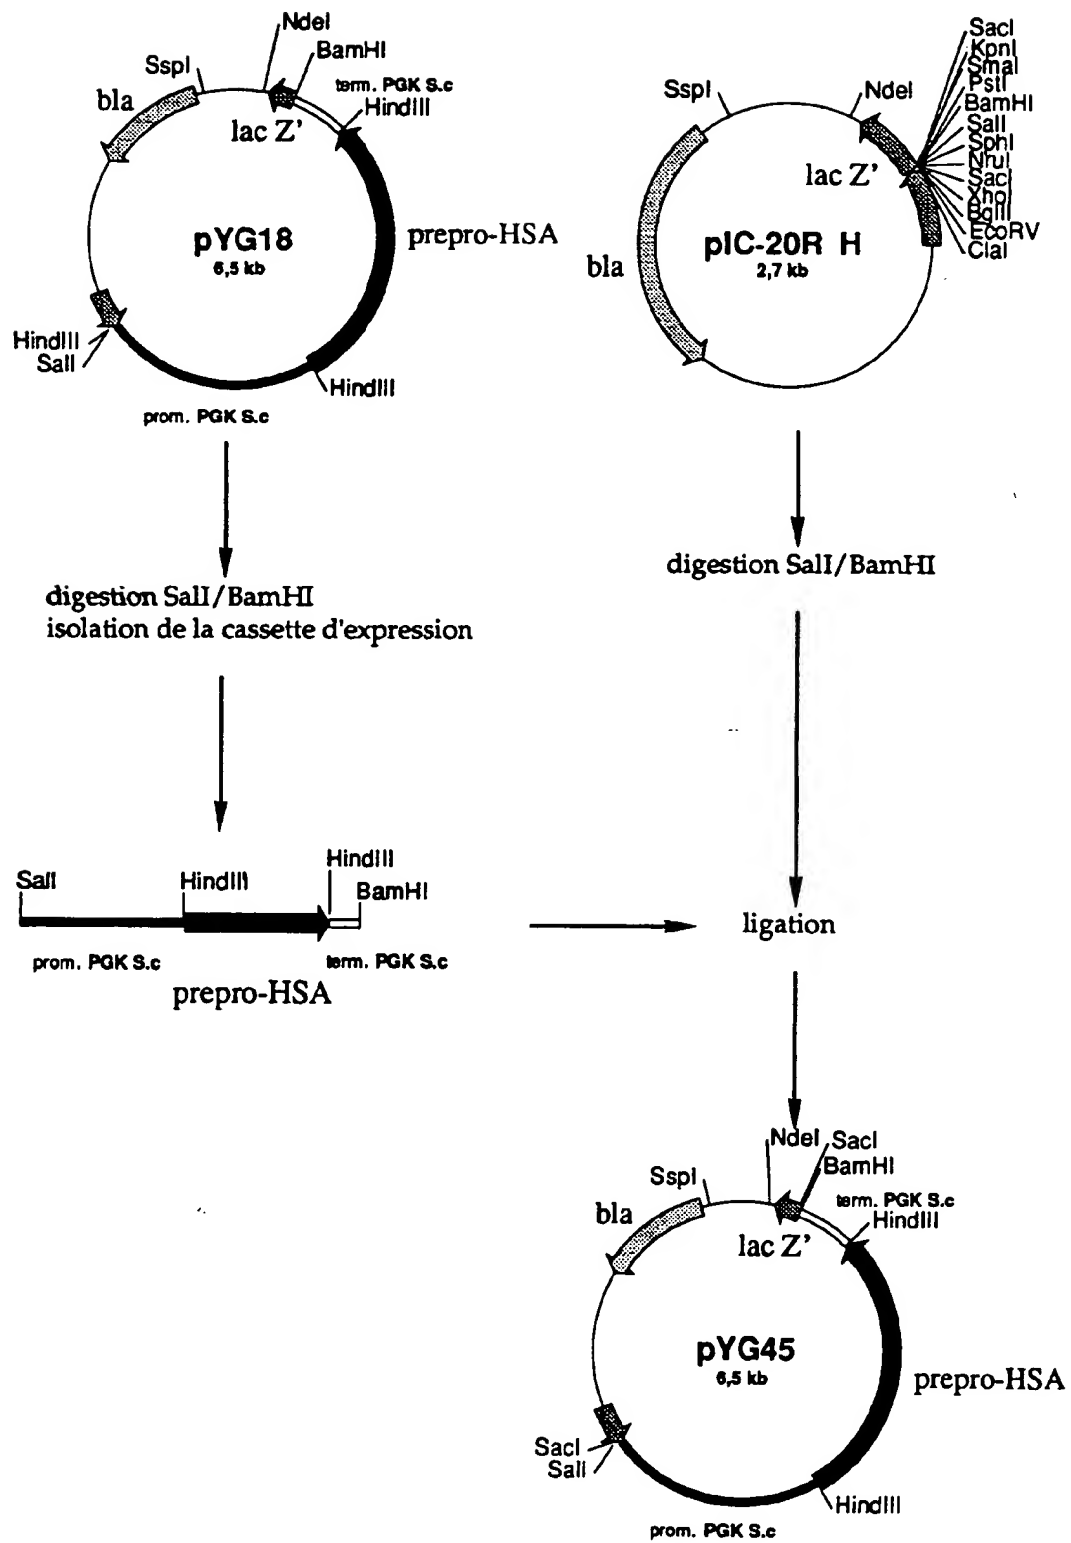 NdeI
BamHI
SspI
term. PGK S.c
bla
HindIII
lac Z'
pYG18
6,5 kb
prepro-HSA
HindIII
SalI
HindIII
prom. PGK S.c
SacI
KpnI
SmaI
PstI
BamHI
SalI
SphI
NruI
SacI
XhoI
BglII
EcoRV
ClaI
SspI
NdeI
lac Z'
pIC-20R H
2,7 kb
bla
digestion SalI/BamHI
isolation de la cassette d'expression
digestion SalI/BamHI
HindIII
SalI
HindIII
BamHI
prom. PGK S.c
term. PGK S.c
prepro-HSA
ligation
NdeI
SacI
BamHI
SspI
term. PGK S.c
bla
HindIII
lac Z'
pYG45
6,5 kb
prepro-HSA
SacI
SalI
HindIII
prom. PGK S.c